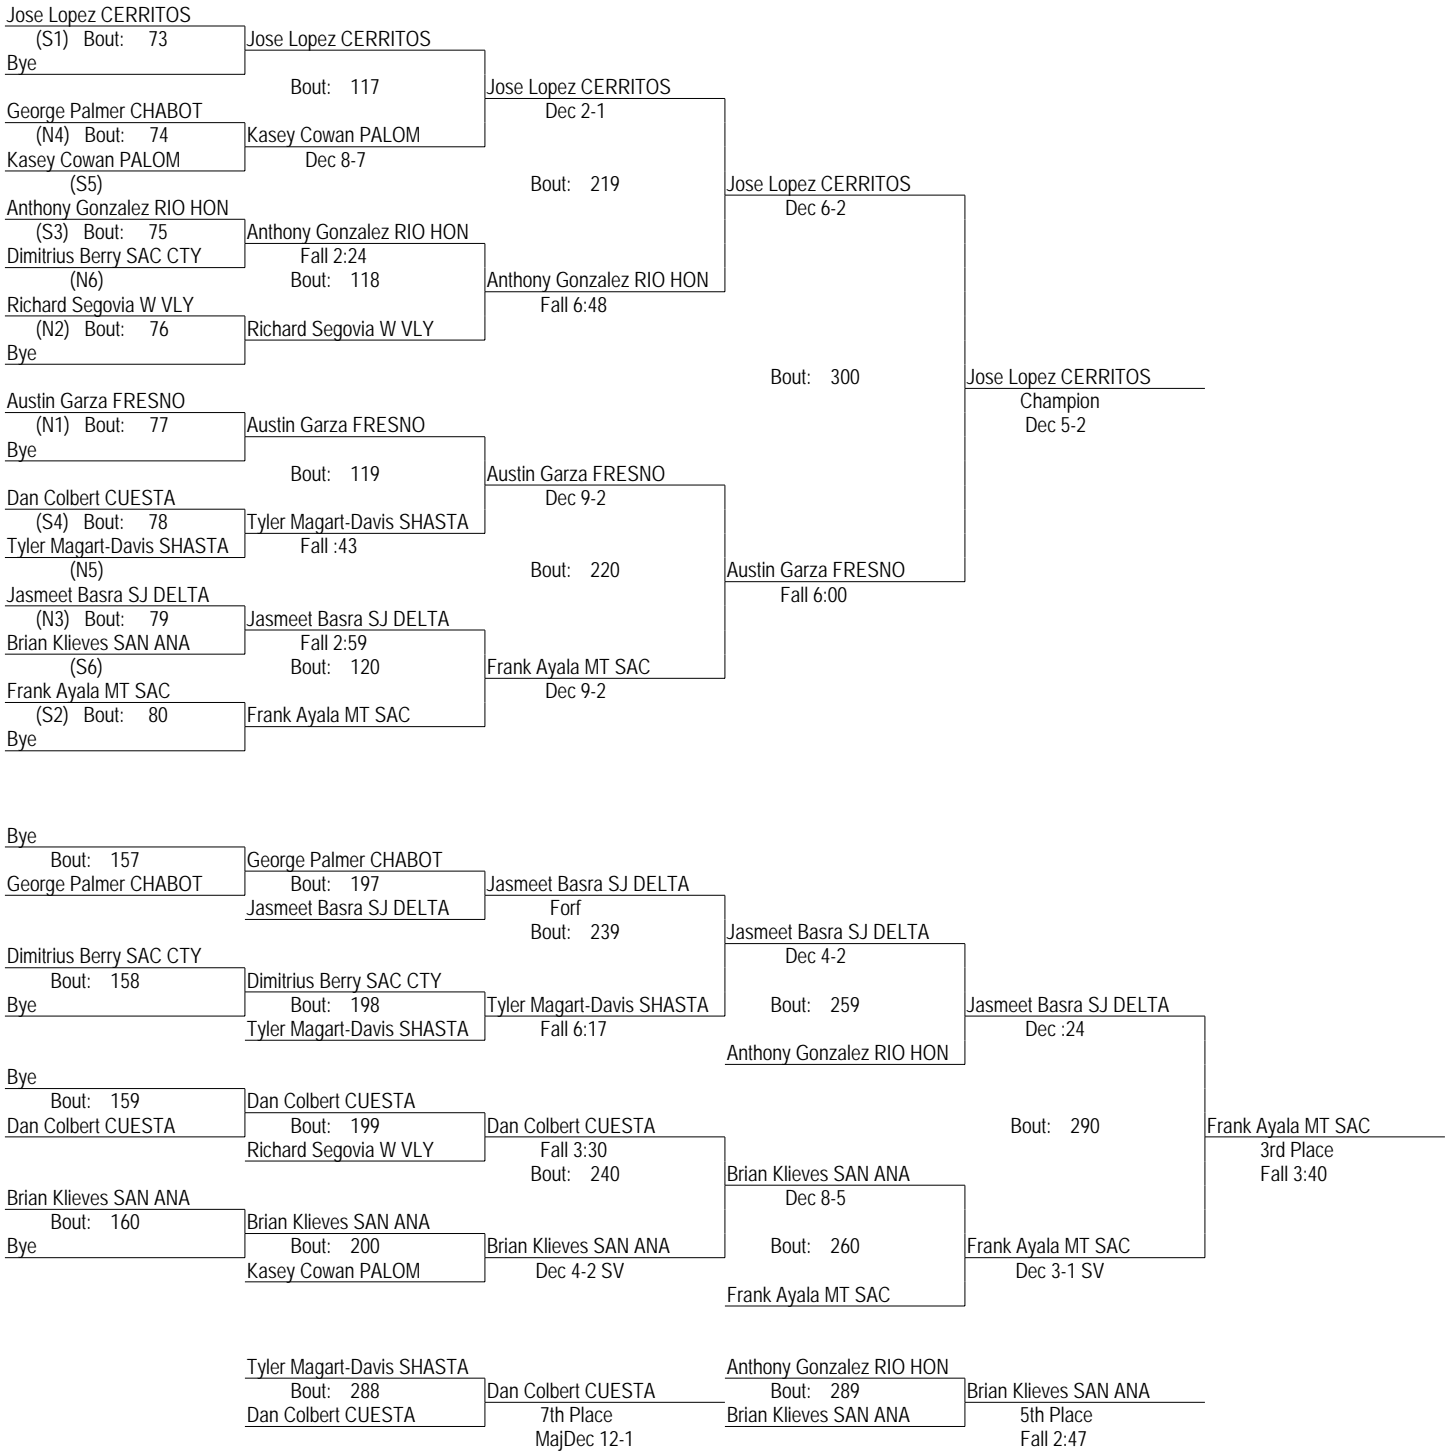 Jose Lopez CERRITOS
(S1) Bout: 73 Jose Lopez CERRITOS
Bye
Bout: 117 Jose Lopez CERRITOS
George Palmer CHABOT Dec 2-1
(N4) Bout: 74 Kasey Cowan PALOM
Kasey Cowan PALOM Dec 8-7
(S5) Bout: 219 Jose Lopez CERRITOS
Anthony Gonzalez RIO HON Dec 6-2
(S3) Bout: 75 Anthony Gonzalez RIO HON
Dimitrius Berry SAC CTY Fall 2:24
(N6) Bout: 118 Anthony Gonzalez RIO HON
Richard Segovia W VLY Fall 6:48
(N2) Bout: 76 Richard Segovia W VLY
Bye
Bout: 300 Jose Lopez CERRITOS
Austin Garza FRESNO Champion
(N1) Bout: 77 Austin Garza FRESNO Dec 5-2
Bye
Bout: 119 Austin Garza FRESNO
Dan Colbert CUESTA Dec 9-2
(S4) Bout: 78 Tyler Magart-Davis SHASTA
Tyler Magart-Davis SHASTA Fall :43
(N5) Bout: 220 Austin Garza FRESNO
Jasmeet Basra SJ DELTA Fall 6:00
(N3) Bout: 79 Jasmeet Basra SJ DELTA
Brian Klieves SAN ANA Fall 2:59
(S6) Bout: 120 Frank Ayala MT SAC
Frank Ayala MT SAC Dec 9-2
(S2) Bout: 80 Frank Ayala MT SAC
Bye
Bye
Bout: 157 George Palmer CHABOT
George Palmer CHABOT Bout: 197 Jasmeet Basra SJ DELTA
Jasmeet Basra SJ DELTA Forf
Bout: 239 Jasmeet Basra SJ DELTA
Dimitrius Berry SAC CTY Dec 4-2
Bout: 158 Dimitrius Berry SAC CTY
Bye Bout: 198 Tyler Magart-Davis SHASTA Bout: 259 Jasmeet Basra SJ DELTA
Tyler Magart-Davis SHASTA Fall 6:17 Dec :24
Anthony Gonzalez RIO HON
Bye
Bout: 159 Dan Colbert CUESTA
Dan Colbert CUESTA Bout: 199 Dan Colbert CUESTA Bout: 290 Frank Ayala MT SAC
Richard Segovia W VLY Fall 3:30 3rd Place
Bout: 240 Brian Klieves SAN ANA Fall 3:40
Brian Klieves SAN ANA Dec 8-5
Bout: 160 Brian Klieves SAN ANA
Bye Bout: 200 Brian Klieves SAN ANA Bout: 260 Frank Ayala MT SAC
Kasey Cowan PALOM Dec 4-2 SV Dec 3-1 SV
Frank Ayala MT SAC
Tyler Magart-Davis SHASTA Anthony Gonzalez RIO HON
Bout: 288 Dan Colbert CUESTA Bout: 289 Brian Klieves SAN ANA
Dan Colbert CUESTA 7th Place Brian Klieves SAN ANA 5th Place
MajDec 12-1 Fall 2:47